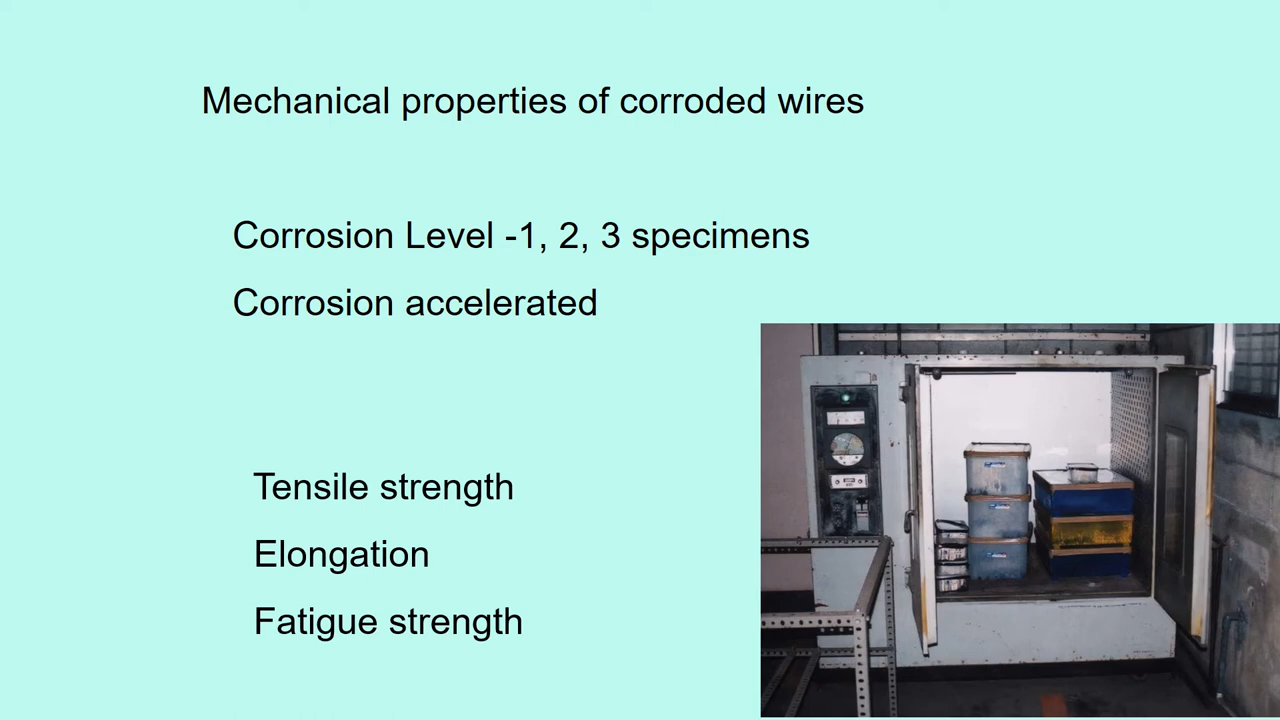 Mechanical properties of corroded wires
Corrosion Level -1, 2, 3 specimens
Corrosion accelerated
Tensile strength
Elongation
Fatigue strength